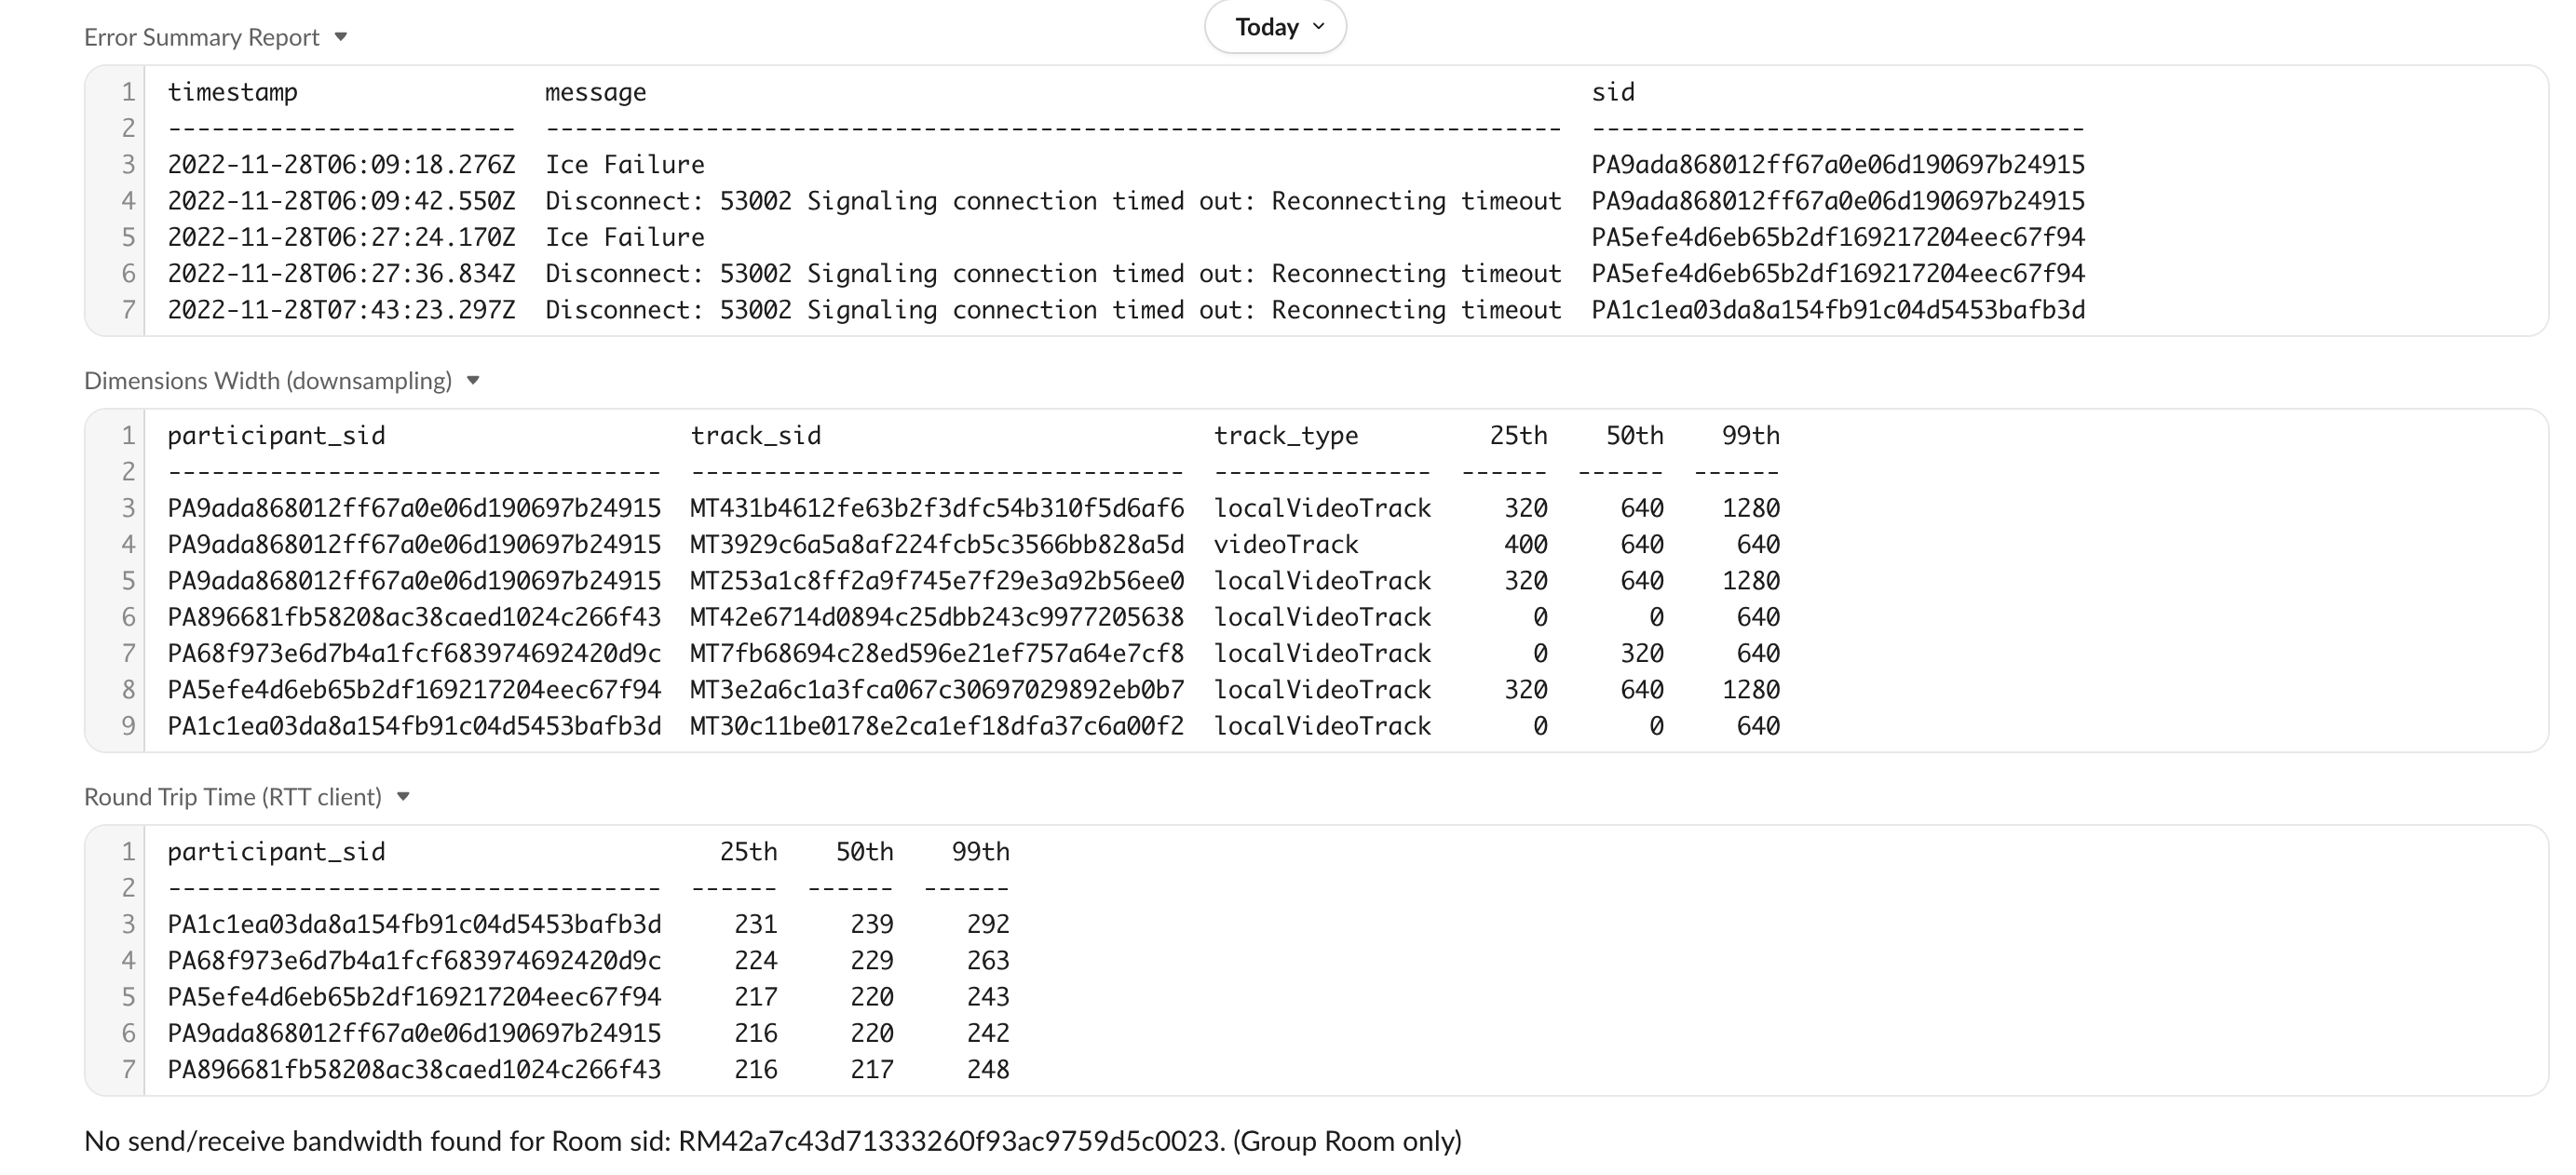 Today
Error Summary Report
1 timestamp message sid
2 ------------------------ ---------------------------------------------------------------------- ----------------------------------
3 2022-11-28T06:09:18.276Z Ice Failure PA9ada868012ff67a0e06d190697b24915
4 2022-11-28T06:09:42.550Z Disconnect: 53002 Signaling connection timed out: Reconnecting timeout PA9ada868012ff67a0e06d190697b24915
5 2022-11-28T06:27:24.170Z Ice Failure PA5efe4d6eb65b2df169217204eec67f94
6 2022-11-28T06:27:36.834Z Disconnect: 53002 Signaling connection timed out: Reconnecting timeout PA5efe4d6eb65b2df169217204eec67f94
7 2022-11-28T07:43:23.297Z Disconnect: 53002 Signaling connection timed out: Reconnecting timeout PA1c1ea03da8a154fb91c04d5453bafb3d
Dimensions Width (downsampling)
1 participant_sid track_sid track_type 25th 50th 99th
2 ---------------------------------- ---------------------------------- --------------- ------ ------ ------
3 PA9ada868012ff67a0e06d190697b24915 MT431b4612fe63b2f3dfc54b310f5d6af6 localVideoTrack 320 640 1280
4 PA9ada868012ff67a0e06d190697b24915 MT3929c6a5a8af224fcb5c3566bb828a5d videoTrack 400 640 640
5 PA9ada868012ff67a0e06d190697b24915 MT253a1c8ff2a9f745e7f29e3a92b56ee0 localVideoTrack 320 640 1280
6 PA896681fb58208ac38caed1024c266f43 MT42e6714d0894c25dbb243c9977205638 localVideoTrack 0 0 640
7 PA68f973e6d7b4a1fcf683974692420d9c MT7fb68694c28ed596e21ef757a64e7cf8 localVideoTrack 0 320 640
8 PA5efe4d6eb65b2df169217204eec67f94 MT3e2a6c1a3fca067c30697029892eb0b7 localVideoTrack 320 640 1280
9 PA1c1ea03da8a154fb91c04d5453bafb3d MT30c11be0178e2ca1ef18dfa37c6a00f2 localVideoTrack 0 0 640
Round Trip Time (RTT client)
1 participant_sid 25th 50th 99th
2 ---------------------------------- ------ ------ ------
3 PA1c1ea03da8a154fb91c04d5453bafb3d 231 239 292
4 PA68f973e6d7b4a1fcf683974692420d9c 224 229 263
5 PA5efe4d6eb65b2df169217204eec67f94 217 220 243
6 PA9ada868012ff67a0e06d190697b24915 216 220 242
7 PA896681fb58208ac38caed1024c266f43 216 217 248
No send/receive bandwidth found for Room sid: RM42a7c43d71333260f93ac9759d5c0023. (Group Room only)